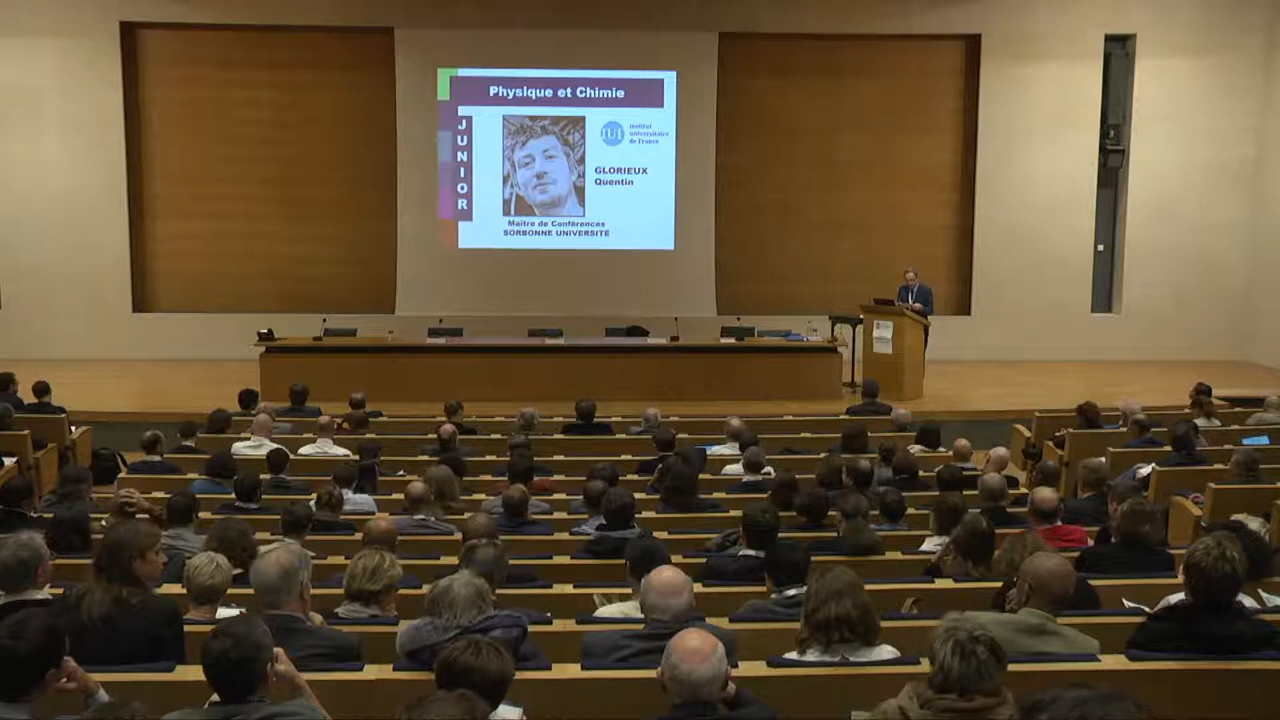 Physique et Chimie
JUNIOR
IUF
institut
universitaire
de France
GLORIEUX
Quentin
Maître de Conférences
SORBONNE UNIVERSITÉ